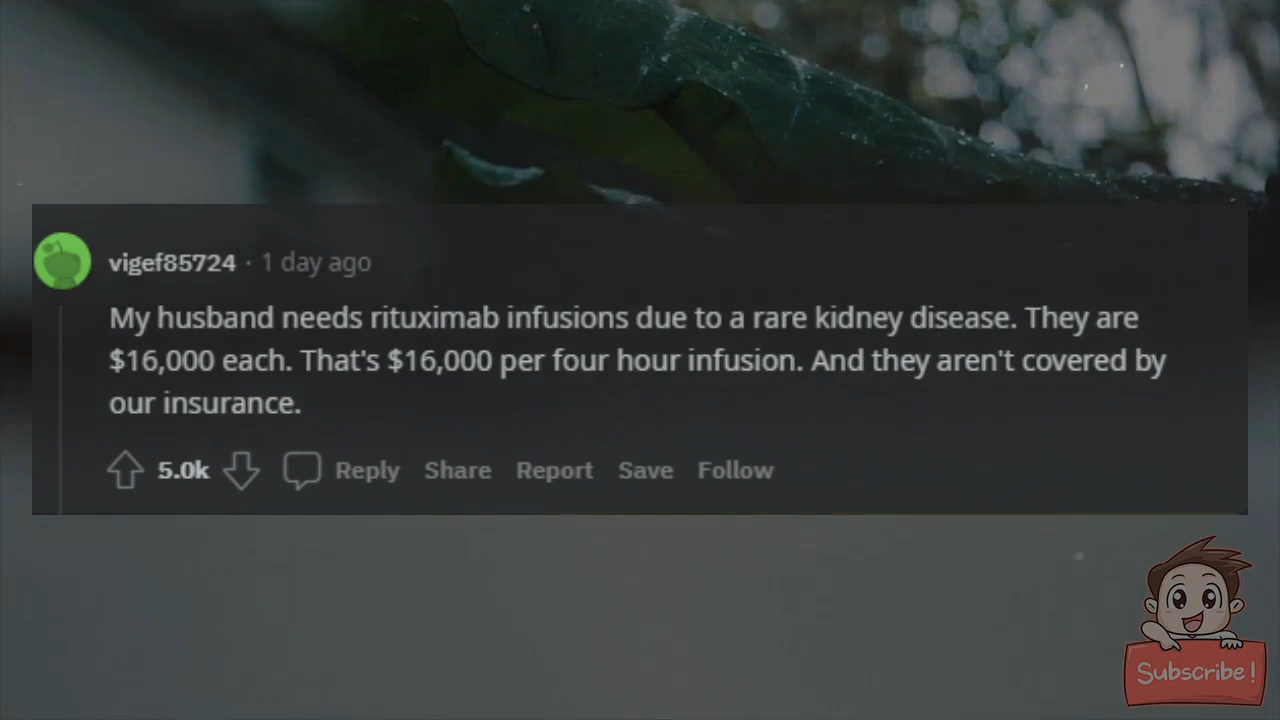 vigef85724 · 1 day ago
My husband needs rituximab infusions due to a rare kidney disease. They are
$16,000 each. That's $16,000 per four hour infusion. And they aren't covered by
our insurance.
5.0k Reply Share Report Save Follow
Subscribe!